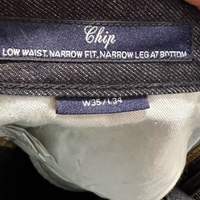 Chip
LOW WAIST, NARROW FIT, NARROW LEG AT BOTTOM
W35/L34